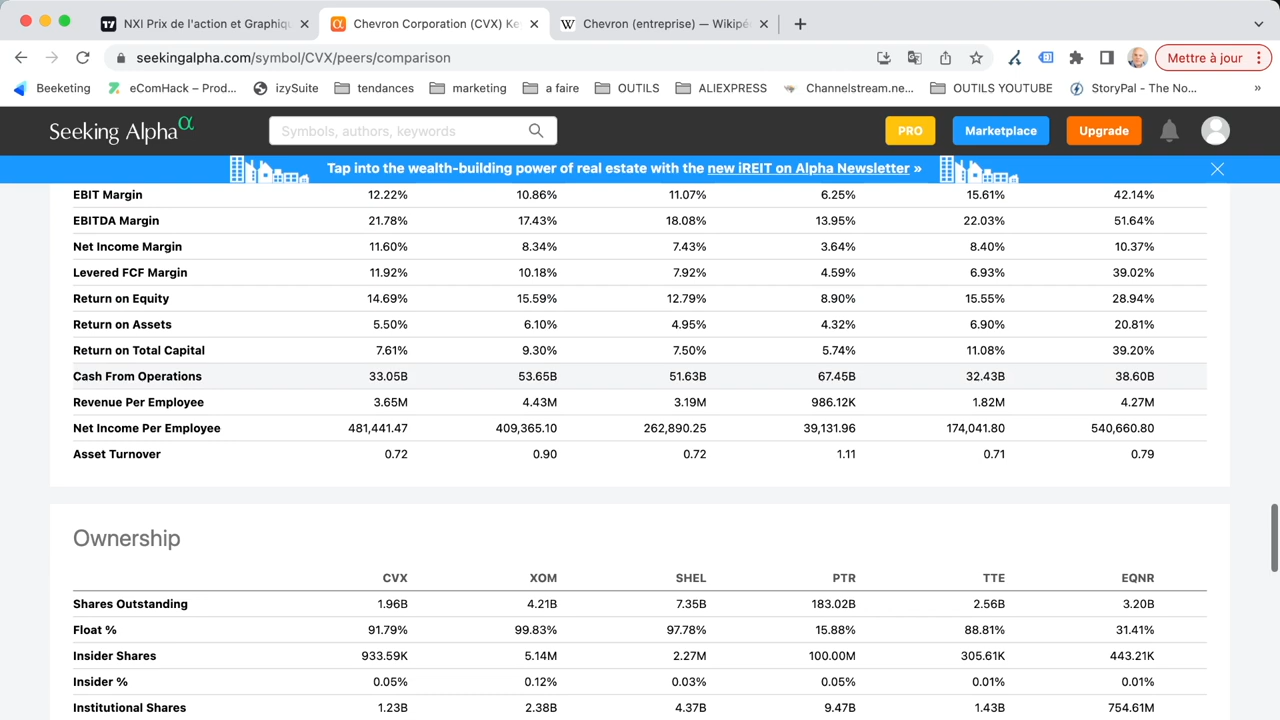 NXI Prix de l'action et Graphiqu
Chevron Corporation (CVX) Ke
Chevron (entreprise) — Wikipé
seekingalpha.com/symbol/CVX/peers/comparison
Mettre à jour
Beeketing eComHack – Prod... izySuite tendances marketing a faire OUTILS ALIEXPRESS Channelstream.ne... OUTILS YOUTUBE StoryPal - The No... »
Seeking Alpha α Symbols, authors, keywords PRO Marketplace Upgrade
Tap into the wealth-building power of real estate with the new iREIT on Alpha Newsletter »
EBIT Margin 12.22% 10.86% 11.07% 6.25% 15.61% 42.14%
EBITDA Margin 21.78% 17.43% 18.08% 13.95% 22.03% 51.64%
Net Income Margin 11.60% 8.34% 7.43% 3.64% 8.40% 10.37%
Levered FCF Margin 11.92% 10.18% 7.92% 4.59% 6.93% 39.02%
Return on Equity 14.69% 15.59% 12.79% 8.90% 15.55% 28.94%
Return on Assets 5.50% 6.10% 4.95% 4.32% 6.90% 20.81%
Return on Total Capital 7.61% 9.30% 7.50% 5.74% 11.08% 39.20%
Cash From Operations 33.05B 53.65B 51.63B 67.45B 32.43B 38.60B
Revenue Per Employee 3.65M 4.43M 3.19M 986.12K 1.82M 4.27M
Net Income Per Employee 481,441.47 409,365.10 262,890.25 39,131.96 174,041.80 540,660.80
Asset Turnover 0.72 0.90 0.72 1.11 0.71 0.79
Ownership
CVX XOM SHEL PTR TTE EQNR
Shares Outstanding 1.96B 4.21B 7.35B 183.02B 2.56B 3.20B
Float % 91.79% 99.83% 97.78% 15.88% 88.81% 31.41%
Insider Shares 933.59K 5.14M 2.27M 100.00M 305.61K 443.21K
Insider % 0.05% 0.12% 0.03% 0.05% 0.01% 0.01%
Institutional Shares 1.23B 2.38B 4.37B 9.47B 1.43B 754.61M